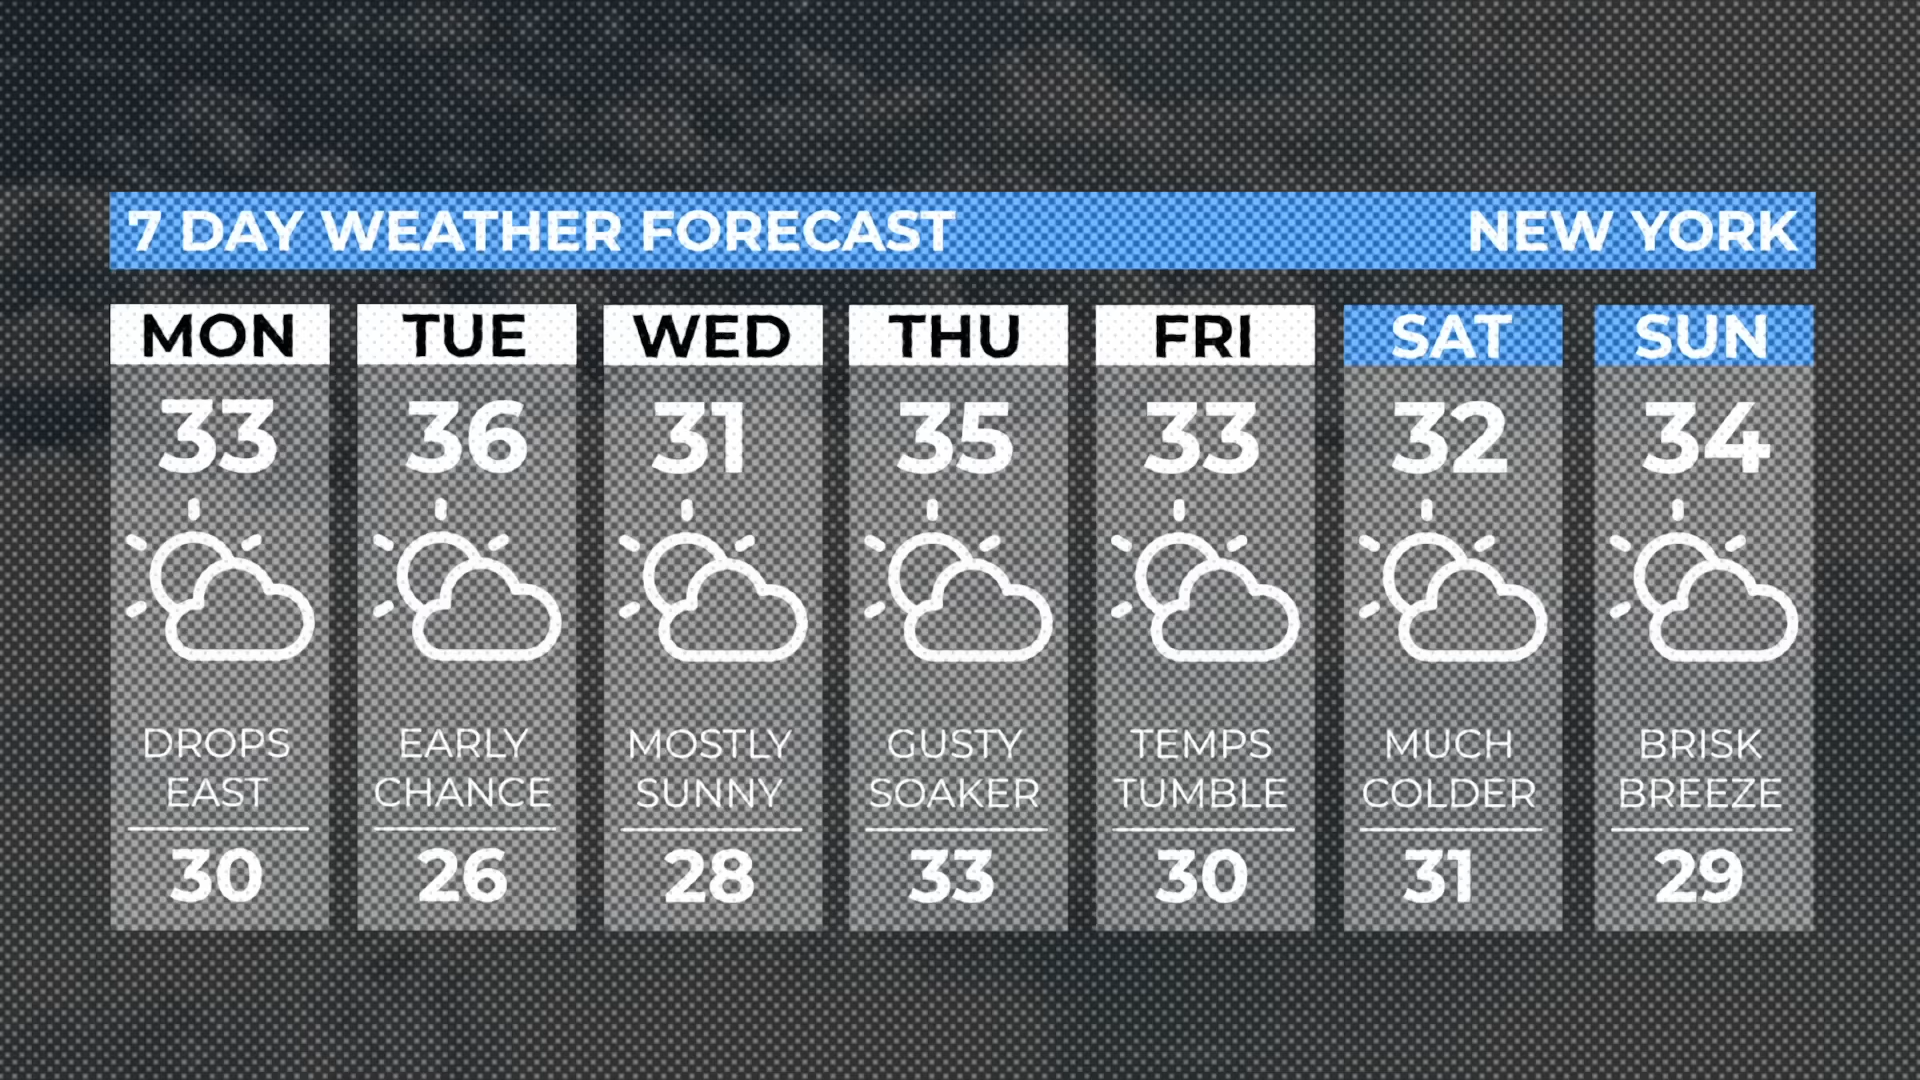 7 DAY WEATHER FORECAST NEW YORK
MON TUE WED THU FRI SAT SUN
33 36 31 35 33 32 34
DROPS EARLY MOSTLY GUSTY TEMPS MUCH BRISK
EAST CHANCE SUNNY SOAKER TUMBLE COLDER BREEZE
30 26 28 33 30 31 29